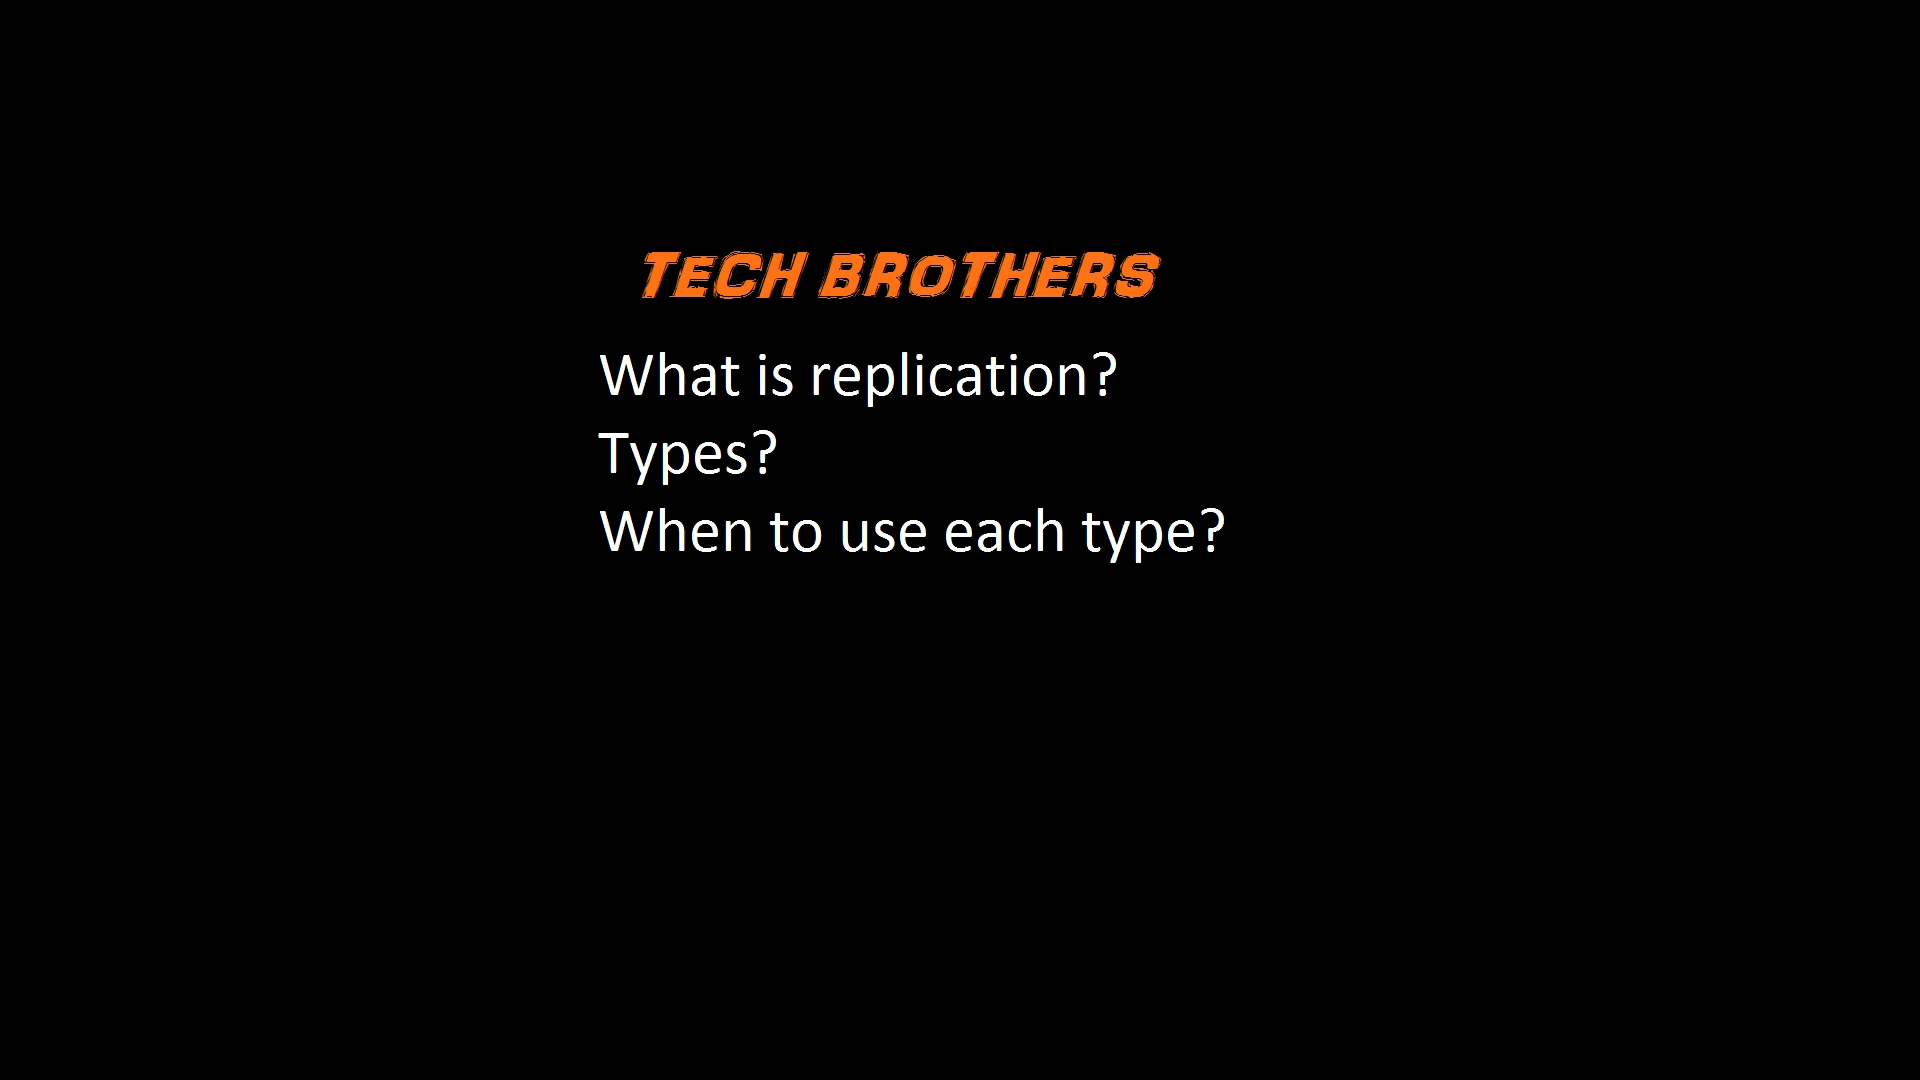 TECH BROTHERS
What is replication?
Types?
When to use each type?